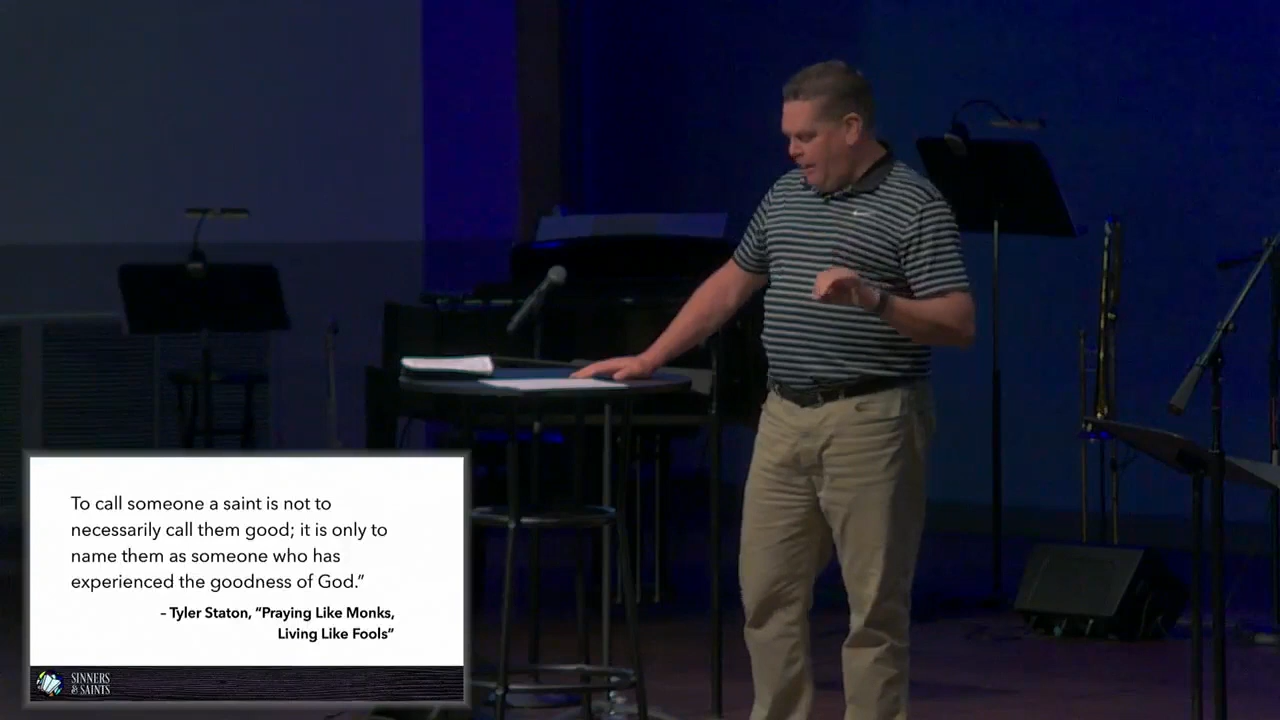 To call someone a saint is not to
necessarily call them good; it is only to
name them as someone who has
experienced the goodness of God.”
– Tyler Staton, “Praying Like Monks,
Living Like Fools”
SINNERS
& SAINTS